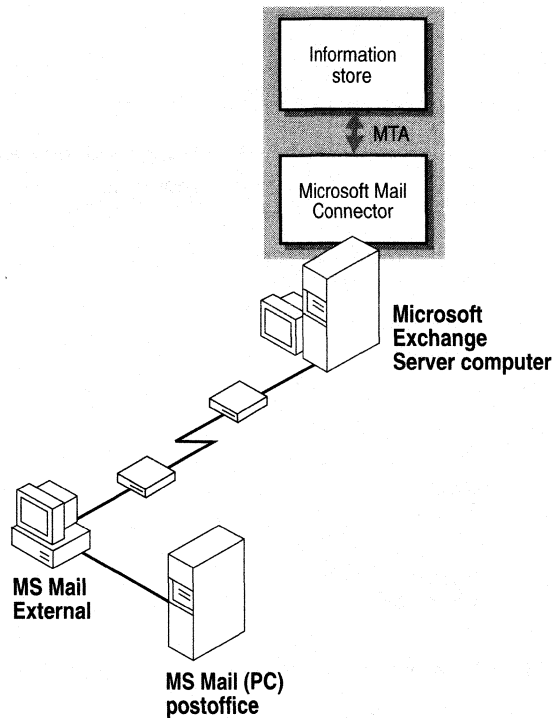 Information
store
MTA
Microsoft Mail
Connector
Microsoft
Exchange
Server computer
MS Mail
External
MS Mail (PC)
postoffice